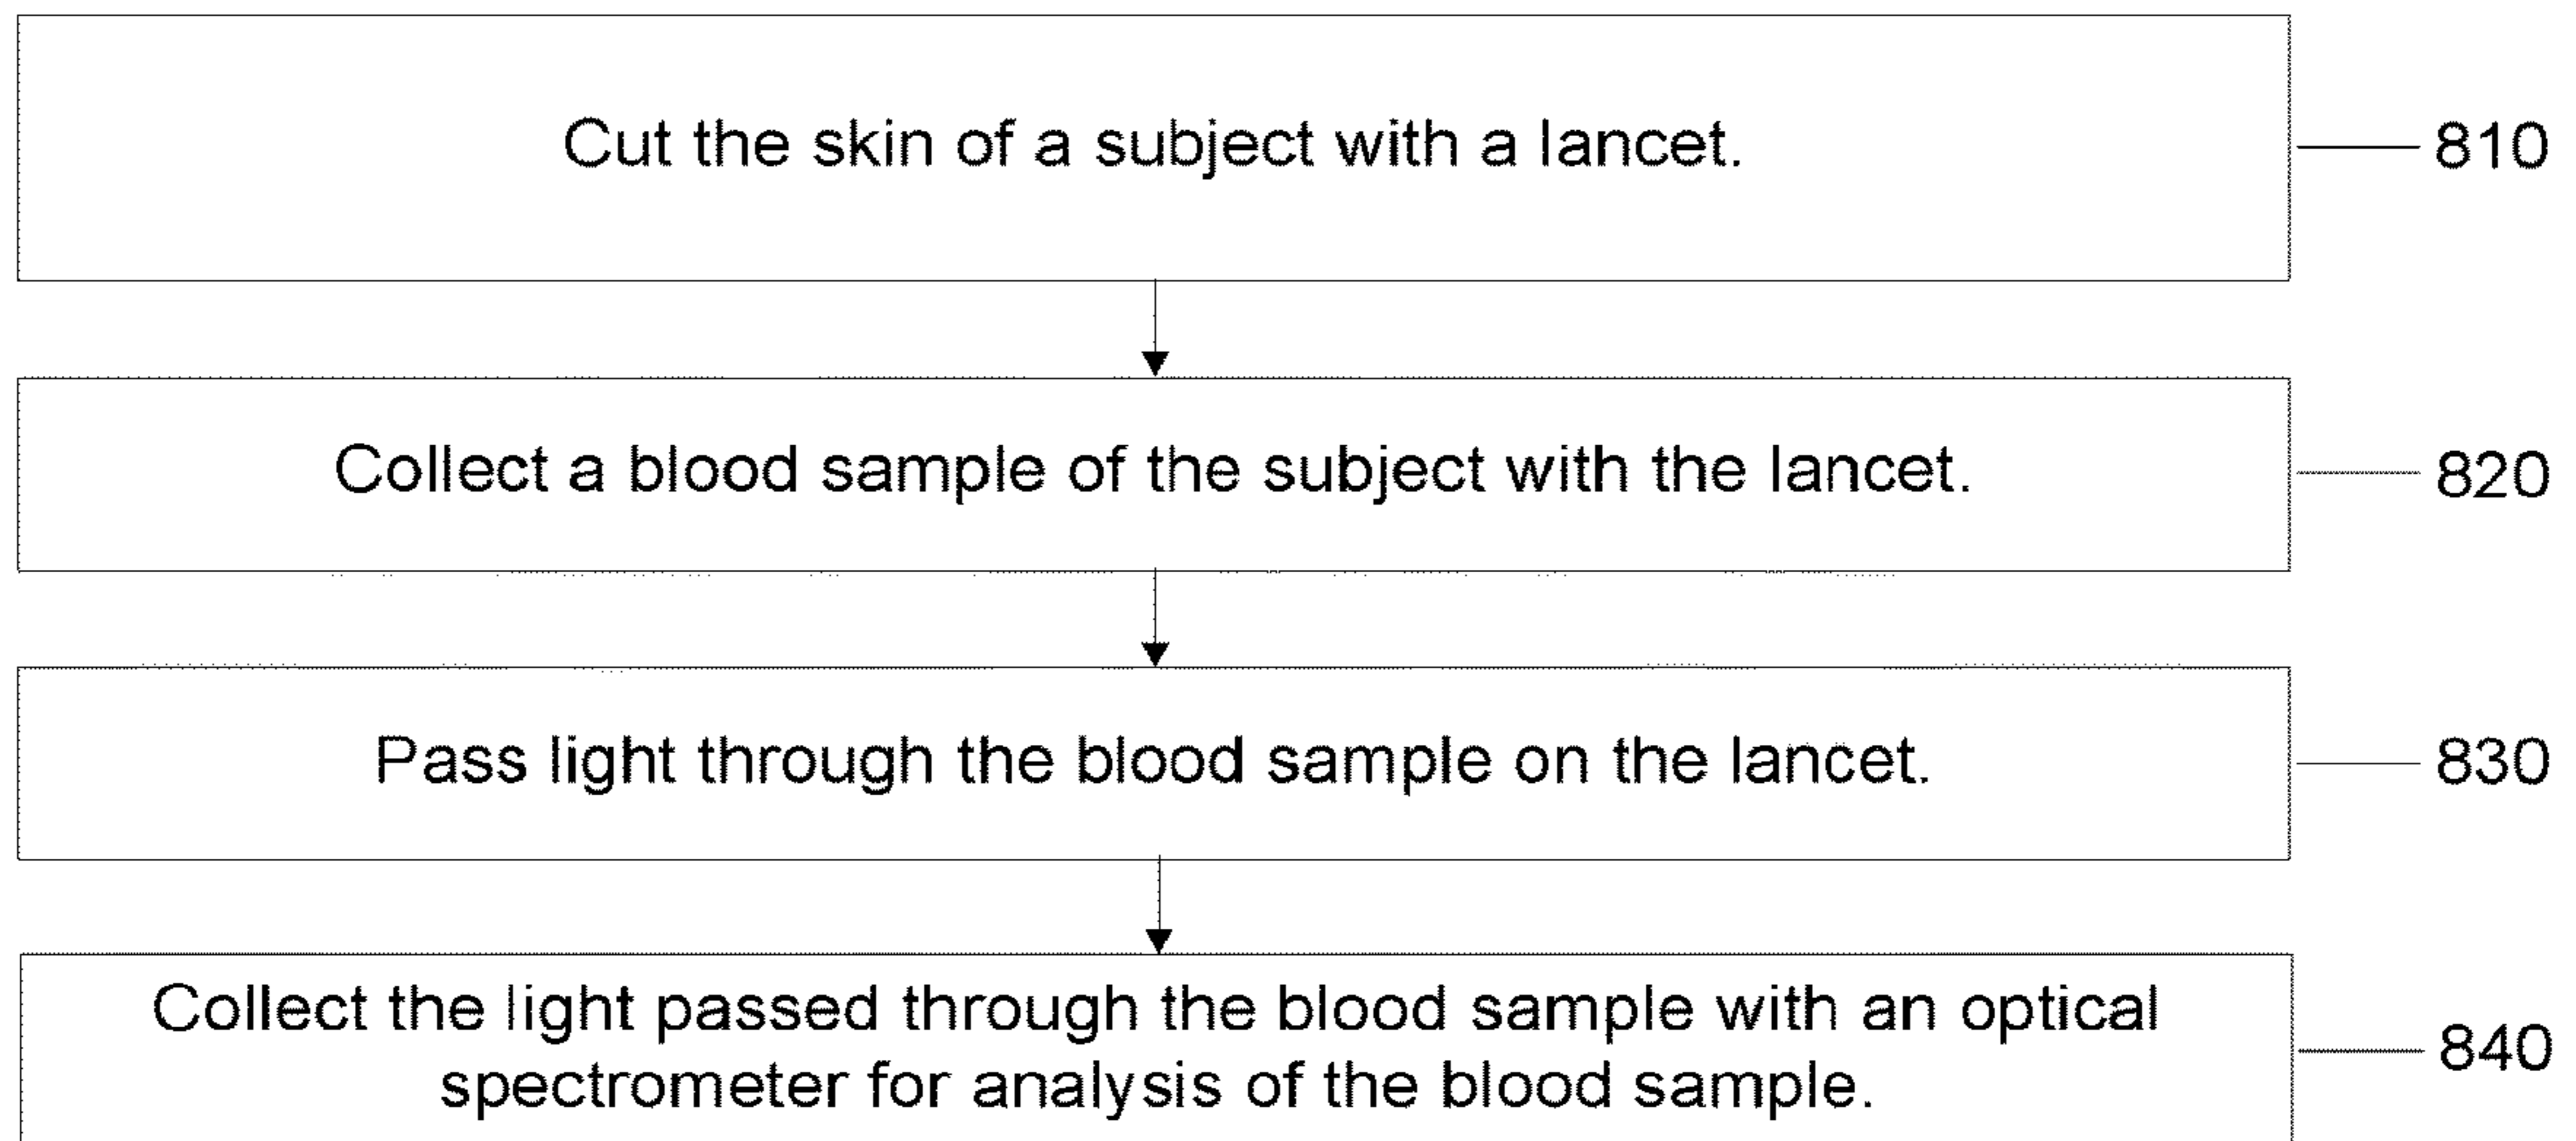 Cut the skin of a subject with a lancet.
810
Collect a blood sample of the subject with the lancet.
820
Pass light through the blood sample on the lancet.
830
Collect the light passed through the blood sample with an optical
spectrometer for analysis of the blood sample.
840